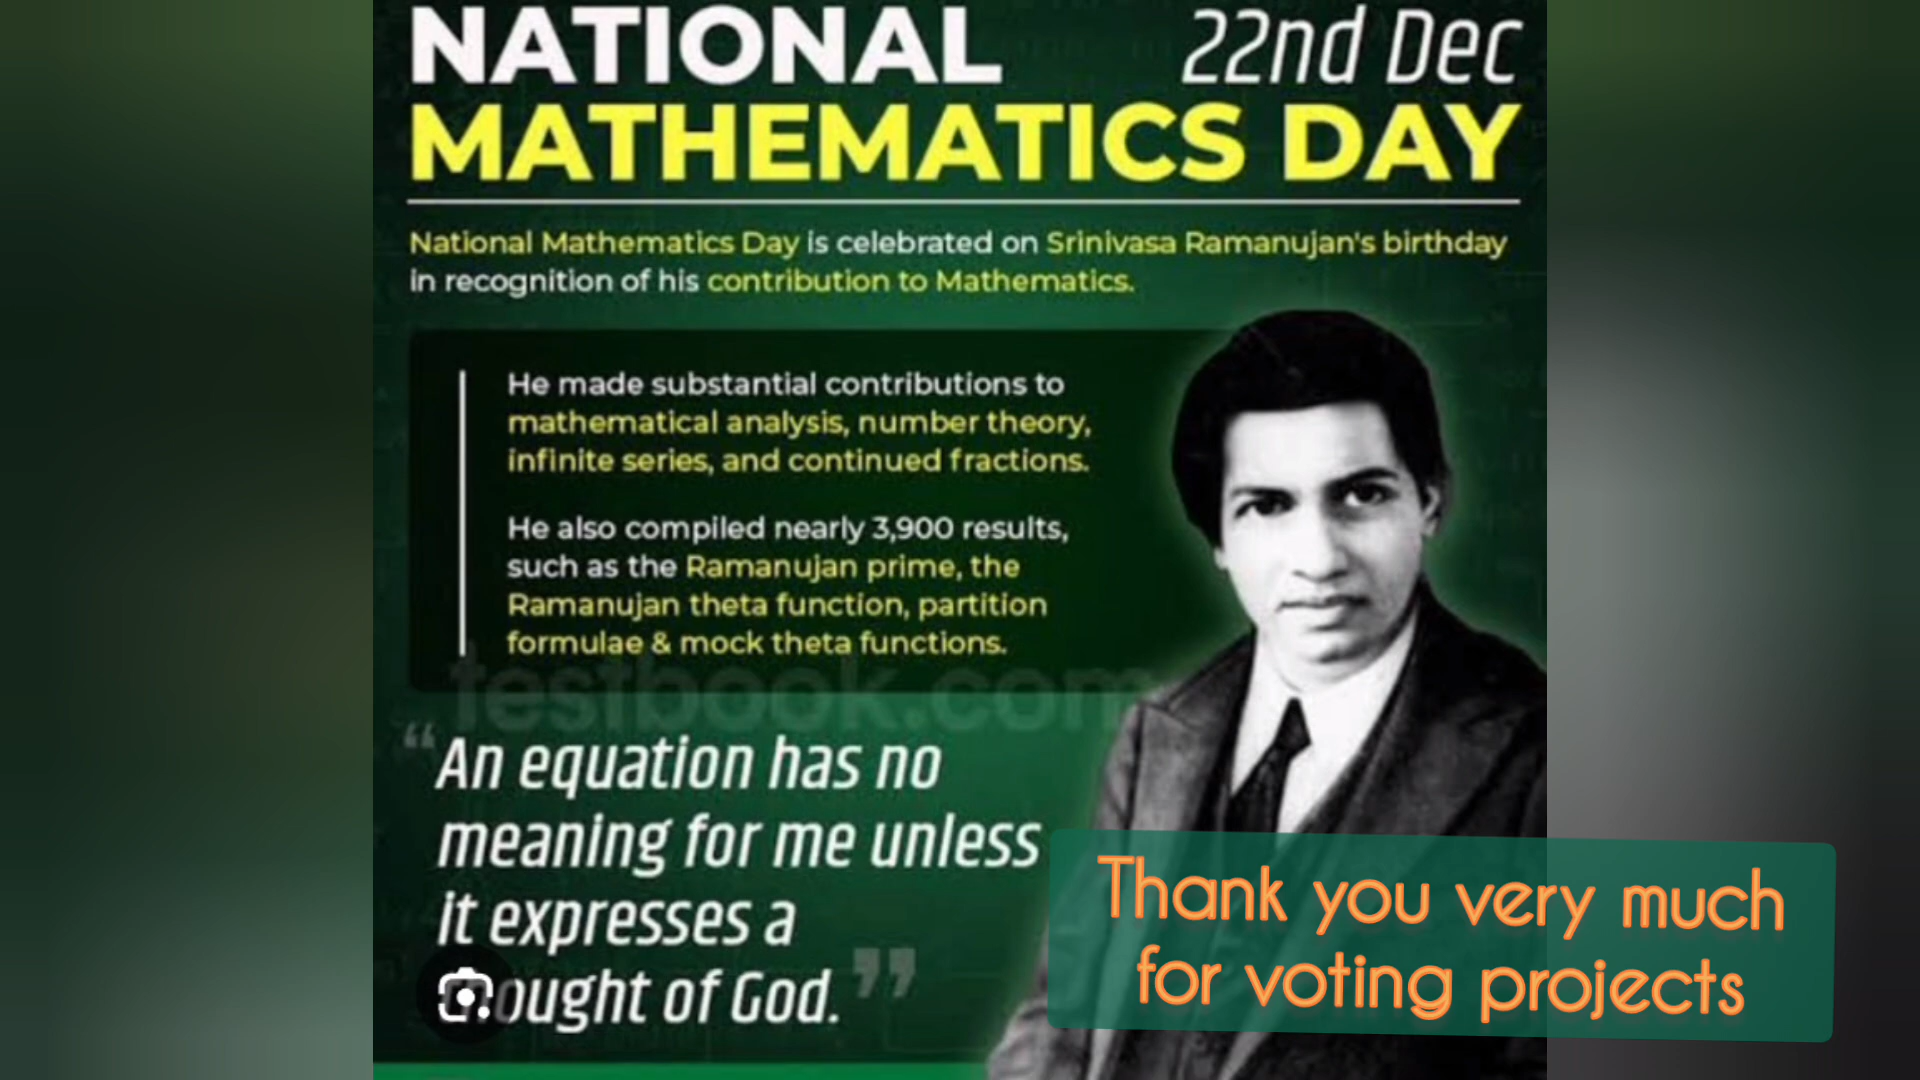 NATIONAL 22nd Dec
MATHEMATICS DAY
National Mathematics Day is celebrated on Srinivasa Ramanujan's birthday
in recognition of his contribution to Mathematics.
He made substantial contributions to
mathematical analysis, number theory,
infinite series, and continued fractions.
He also compiled nearly 3,900 results,
such as the Ramanujan prime, the
Ramanujan theta function, partition
formulae & mock theta functions.
testbook.com
“An equation has no
meaning for me unless
it expresses a
ought of God.”
Thank you very much
for voting projects